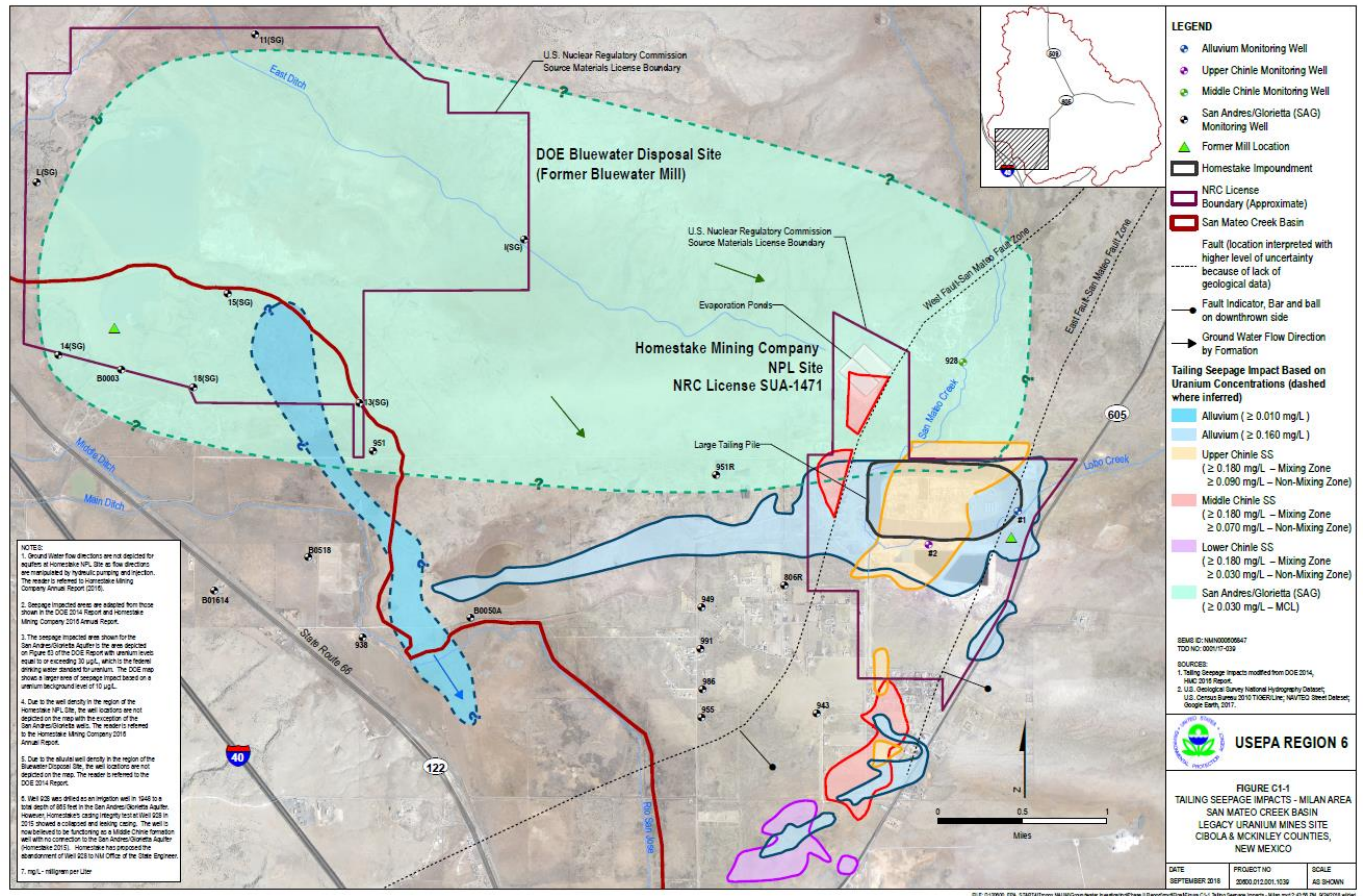 11(SG)
U.S. Nuclear Regulatory Commission
Source Materials License Boundary
East Ditch
?
?
?
DOE Bluewater Disposal Site
(Former Bluewater Mill)
509
605
40
L(SG)
I(SG)
U.S. Nuclear Regulatory Commission
Source Materials License Boundary
West Fault-San Mateo Fault Zone
East Fault-San Mateo Fault Zone
15(SG)
Evaporation Ponds
Homestake Mining Company
NPL Site
NRC License SUA-1471
928
14(SG)
B0003
18(SG)
13(SG)
?
?
San Mateo Creek
605
951
Large Tailing Pile
951R
?
Lobo Creek
Middle Ditch
Main Ditch
#1
#2
B0518
B01614
806R
949
B0050A
938
State Route 66
991
986
955
943
40
122
Rio San Jose
N
0
0.5
1
Miles
NOTES:
1. Ground Water flow directions are not depicted for
aquifers at Homestake NPL Site as flow directions
are manipulated by hydraulic pumping and injection.
The reader is referred to Homestake Mining
Company Annual Report (2016).
2. Seepage impacted areas are adapted from those
shown in the DOE 2014 Report and Homestake
Mining Company 2016 Annual Report.
3. The seepage impacted area shown for the
San Andres/Glorieta Aquifer is the area depicted
on Figure 63 of the DOE Report with uranium levels
equal to or exceeding 30 µg/L, which is the federal
drinking water standard for uranium. The DOE map
shows a larger area of seepage impact based on a
uranium background level of 10 µg/L.
4. Due to the well density in the region of the
Homestake NPL Site, the well locations are not
depicted on the map with the exception of the
San Andres/Glorieta wells. The reader is referred
to the Homestake Mining Company 2016
Annual Report.
5. Due to the alluvial well density in the region of the
Bluewater Disposal Site, the well locations are not
depicted on the map. The reader is referred to the
DOE 2014 Report.
6. Well 928 was drilled as an irrigation well in 1946 to a
total depth of 865 feet in the San Andres/Glorieta Aquifer.
However, Homestake's casing integrity test at Well 928 in
2015 showed a collapsed and leaking casing. The well is
now believed to be functioning as a Middle Chinle formation
well with no connection to the San Andres/Glorieta Aquifer
(Homestake 2015). Homestake has proposed the
abandonment of Well 928 to NM Office of the State Engineer.
7. mg/L - milligram per Liter
LEGEND
Alluvium Monitoring Well
Upper Chinle Monitoring Well
Middle Chinle Monitoring Well
San Andres/Glorietta (SAG)
Monitoring Well
Former Mill Location
Homestake Impoundment
NRC License
Boundary (Approximate)
San Mateo Creek Basin
Fault (location interpreted with
higher level of uncertainty
because of lack of
geological data)
Fault Indicator, Bar and ball
on downthrown side
Ground Water Flow Direction
by Formation
Tailing Seepage Impact Based on
Uranium Concentrations (dashed
where inferred)
Alluvium ( ≥ 0.010 mg/L )
Alluvium ( ≥ 0.160 mg/L )
Upper Chinle SS
( ≥ 0.180 mg/L – Mixing Zone
≥ 0.090 mg/L – Non-Mixing Zone)
Middle Chinle SS
( ≥ 0.180 mg/L – Mixing Zone
≥ 0.070 mg/L – Non-Mixing Zone)
Lower Chinle SS
( ≥ 0.180 mg/L – Mixing Zone
≥ 0.030 mg/L – Non-Mixing Zone)
San Andres/Glorietta (SAG)
( ≥ 0.030 mg/L – MCL)
SEMS ID: NMN000606847
TDD NO: 0001/17-039
SOURCES:
1. Tailing Seepage Impacts modified from DOE 2014,
HMC 2016 Report.
2. U.S. Geological Survey National Hydrography Dataset;
U.S. Census Bureau 2010 TIGER/Line; NAVTEQ Street Dataset;
Google Earth, 2017.
USEPA REGION 6
FIGURE C1-1
TAILING SEEPAGE IMPACTS - MILAN AREA
SAN MATEO CREEK BASIN
LEGACY URANIUM MINES SITE
CIBOLA & MCKINLEY COUNTIES,
NEW MEXICO
DATE
SEPTEMBER 2018
PROJECT NO
20600.012.001.1039
SCALE
AS SHOWN